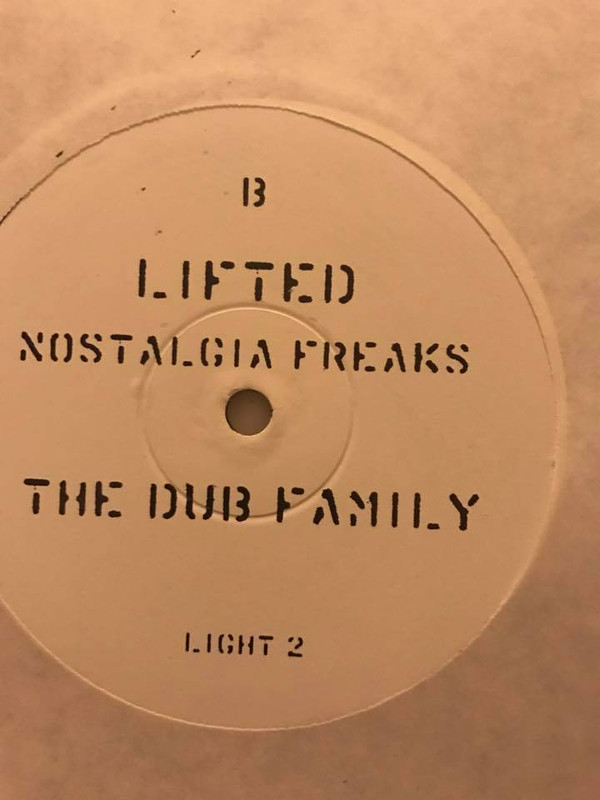 B
LIFTED
NOSTALGIA FREAKS
THE DUB FAMILY
LIGHT 2